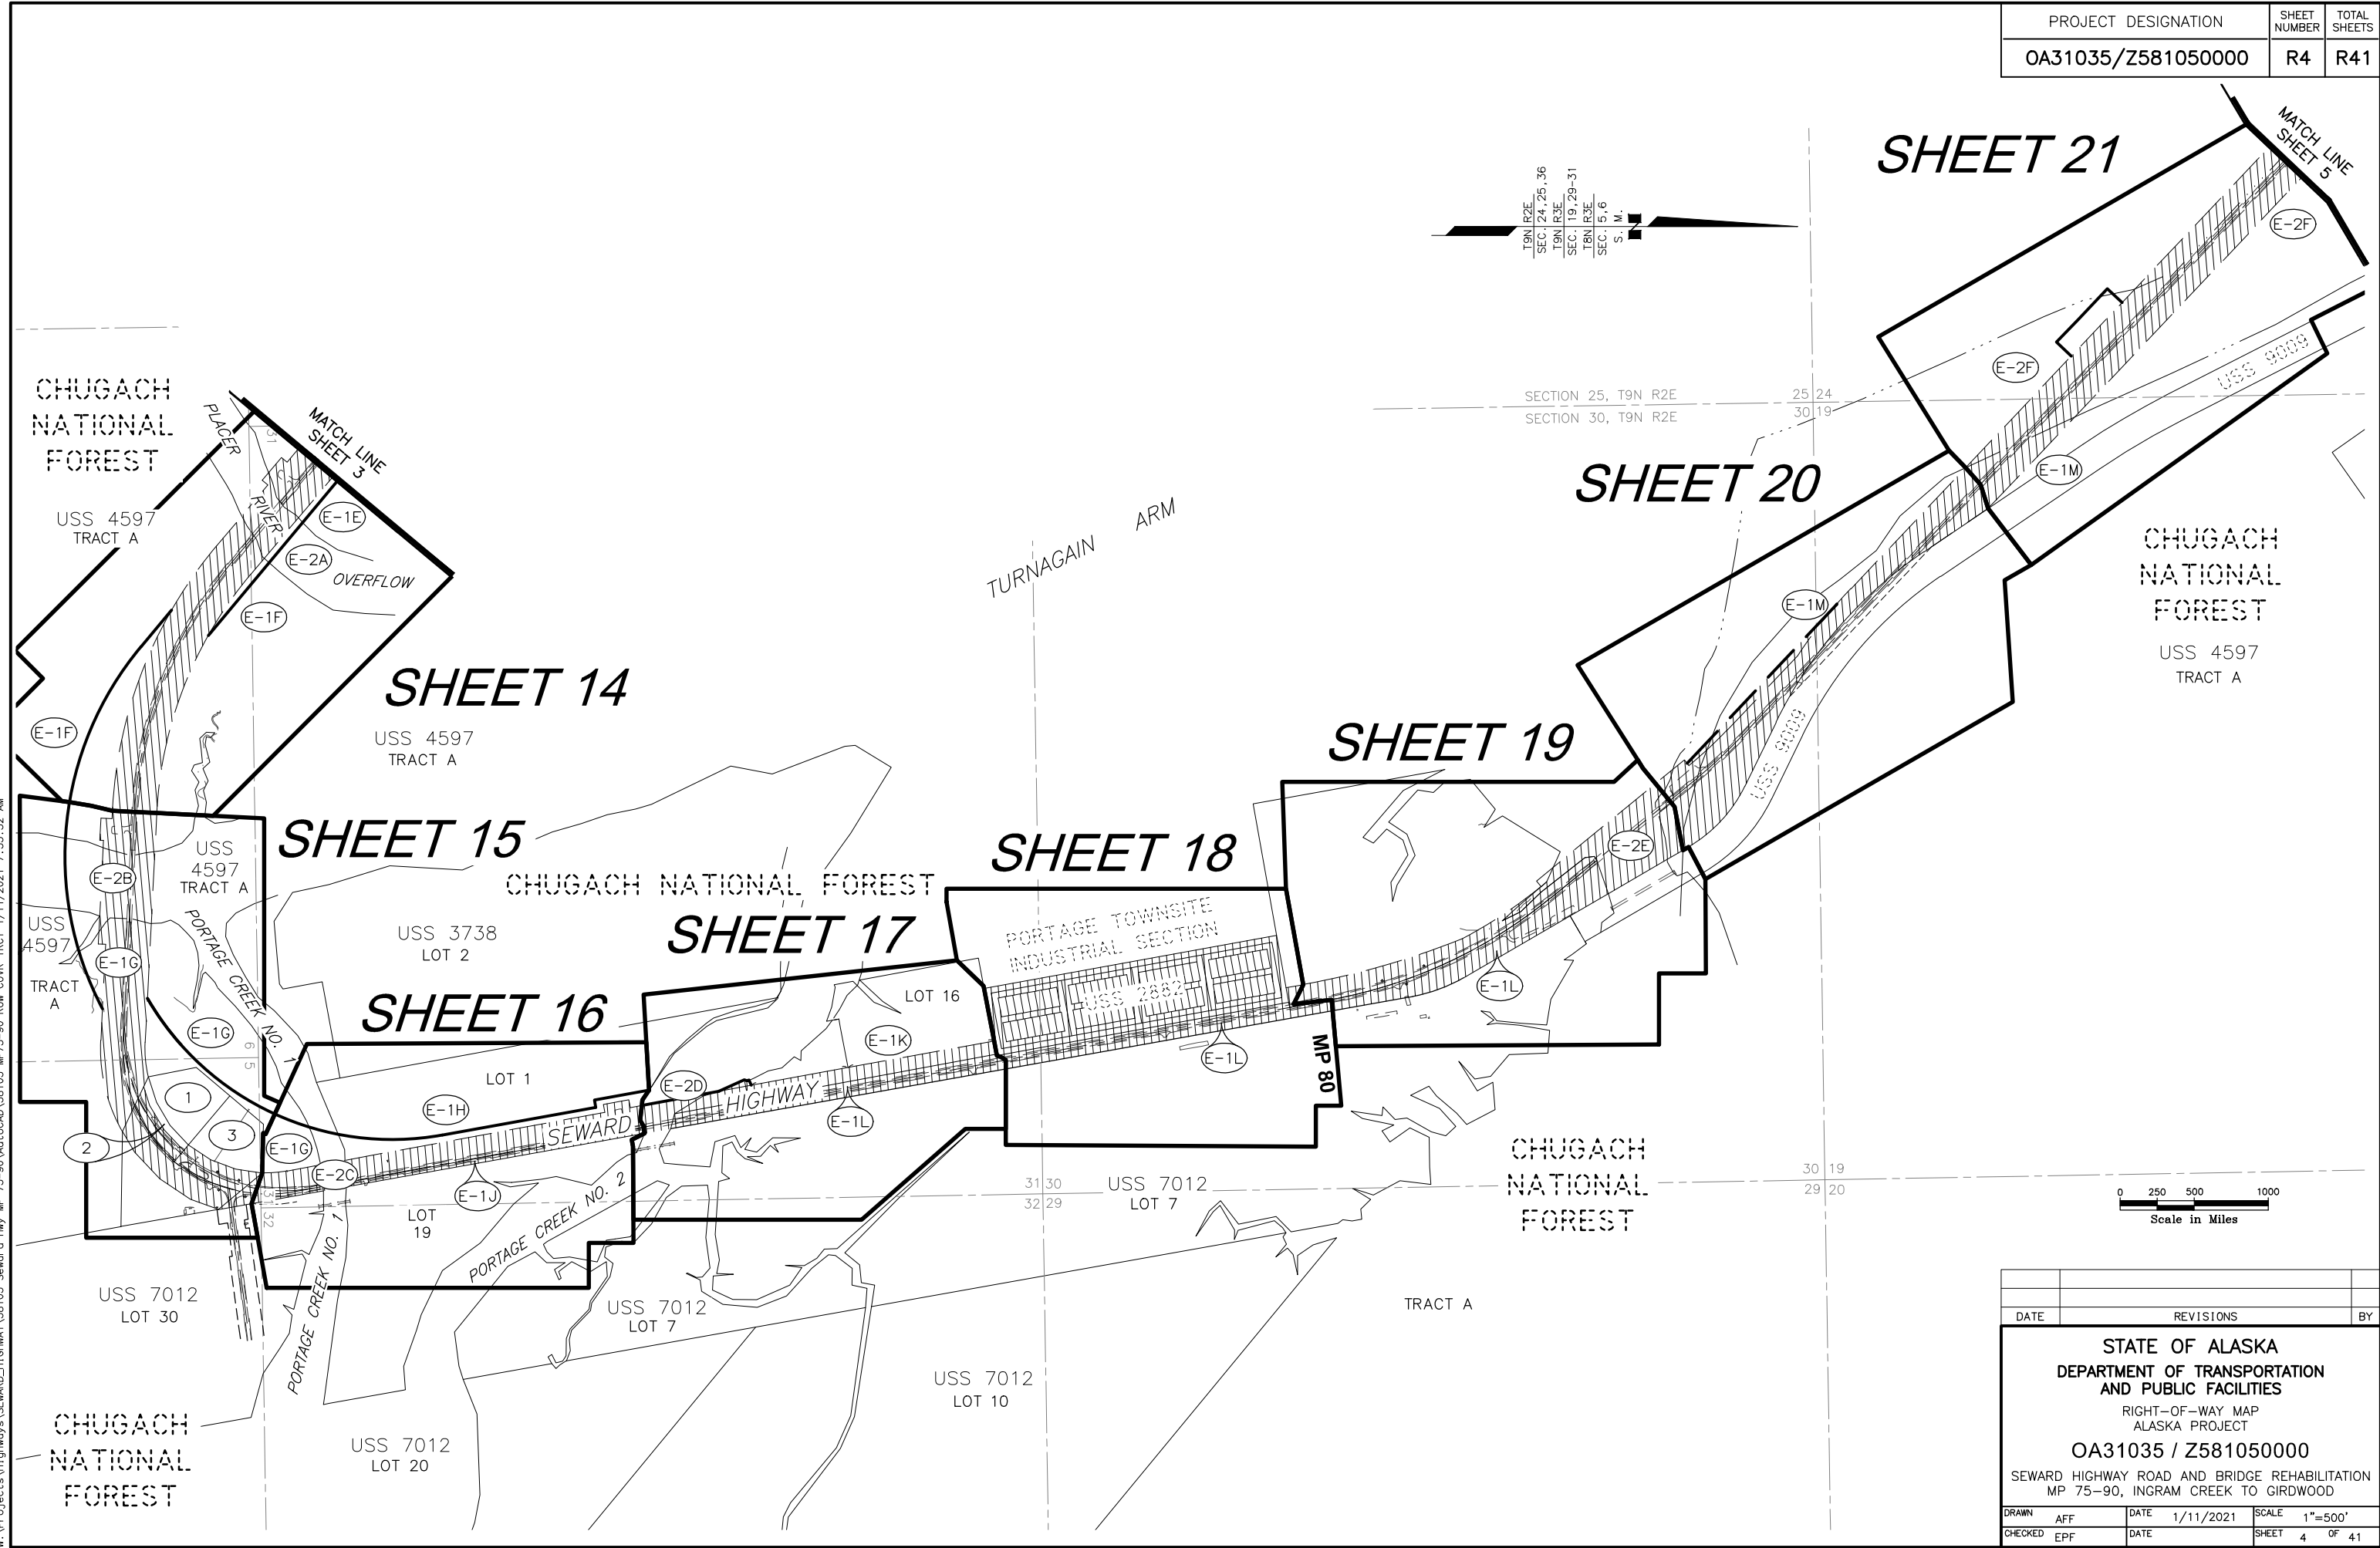 PROJECT DESIGNATION
SHEET NUMBER
TOTAL SHEETS
OA31035/Z581050000
R4
R41
SHEET 21
MATCH LINE
SHEET 5
T9N R2E
SEC. 24,25,36
T9N R3E
SEC. 19,29-31
T8N R3E
SEC. 5,6
S. M.
N
E-2F
E-2F
USS 9009
SECTION 25, T9N R2E
SECTION 30, T9N R2E
25 24
30 19
E-1M
SHEET 20
CHUGACH
NATIONAL
FOREST
USS 4597
TRACT A
PLACER
RIVER
MATCH LINE
SHEET 3
31
E-1E
E-2A
OVERFLOW
E-1F
TURNAGAIN ARM
CHUGACH
NATIONAL
FOREST
USS 4597
TRACT A
E-1M
SHEET 14
USS 4597
TRACT A
E-1F
SHEET 19
USS 9009
SHEET 15
SHEET 18
E-2E
USS
4597
TRACT A
E-2B
CHUGACH NATIONAL FOREST
USS
4597
TRACT
A
PORTAGE CREEK NO. 1
USS 3738
LOT 2
SHEET 17
PORTAGE TOWNSITE
INDUSTRIAL SECTION
USS 2882
E-1G
E-1L
SHEET 16
LOT 16
E-1G
E-1K
E-1L
MP 80
6 5
LOT 1
E-2D
HIGHWAY
1
E-1H
SEWARD
E-1L
3
2
E-1G
E-2C
E-1J
CHUGACH
NATIONAL
FOREST
30 19
29 20
31
32
LOT
19
PORTAGE CREEK NO. 2
31 30
32 29
USS 7012
LOT 7
0 250 500 1000
Scale in Miles
PORTAGE CREEK NO. 1
USS 7012
LOT 30
USS 7012
LOT 7
TRACT A
USS 7012
LOT 10
CHUGACH
NATIONAL
FOREST
USS 7012
LOT 20
DATE REVISIONS BY
STATE OF ALASKA
DEPARTMENT OF TRANSPORTATION
AND PUBLIC FACILITIES
RIGHT-OF-WAY MAP
ALASKA PROJECT
OA31035 / Z581050000
SEWARD HIGHWAY ROAD AND BRIDGE REHABILITATION
MP 75-90, INGRAM CREEK TO GIRDWOOD
DRAWN AFF DATE 1/11/2021 SCALE 1"=500'
CHECKED EPF DATE SHEET 4 OF 41